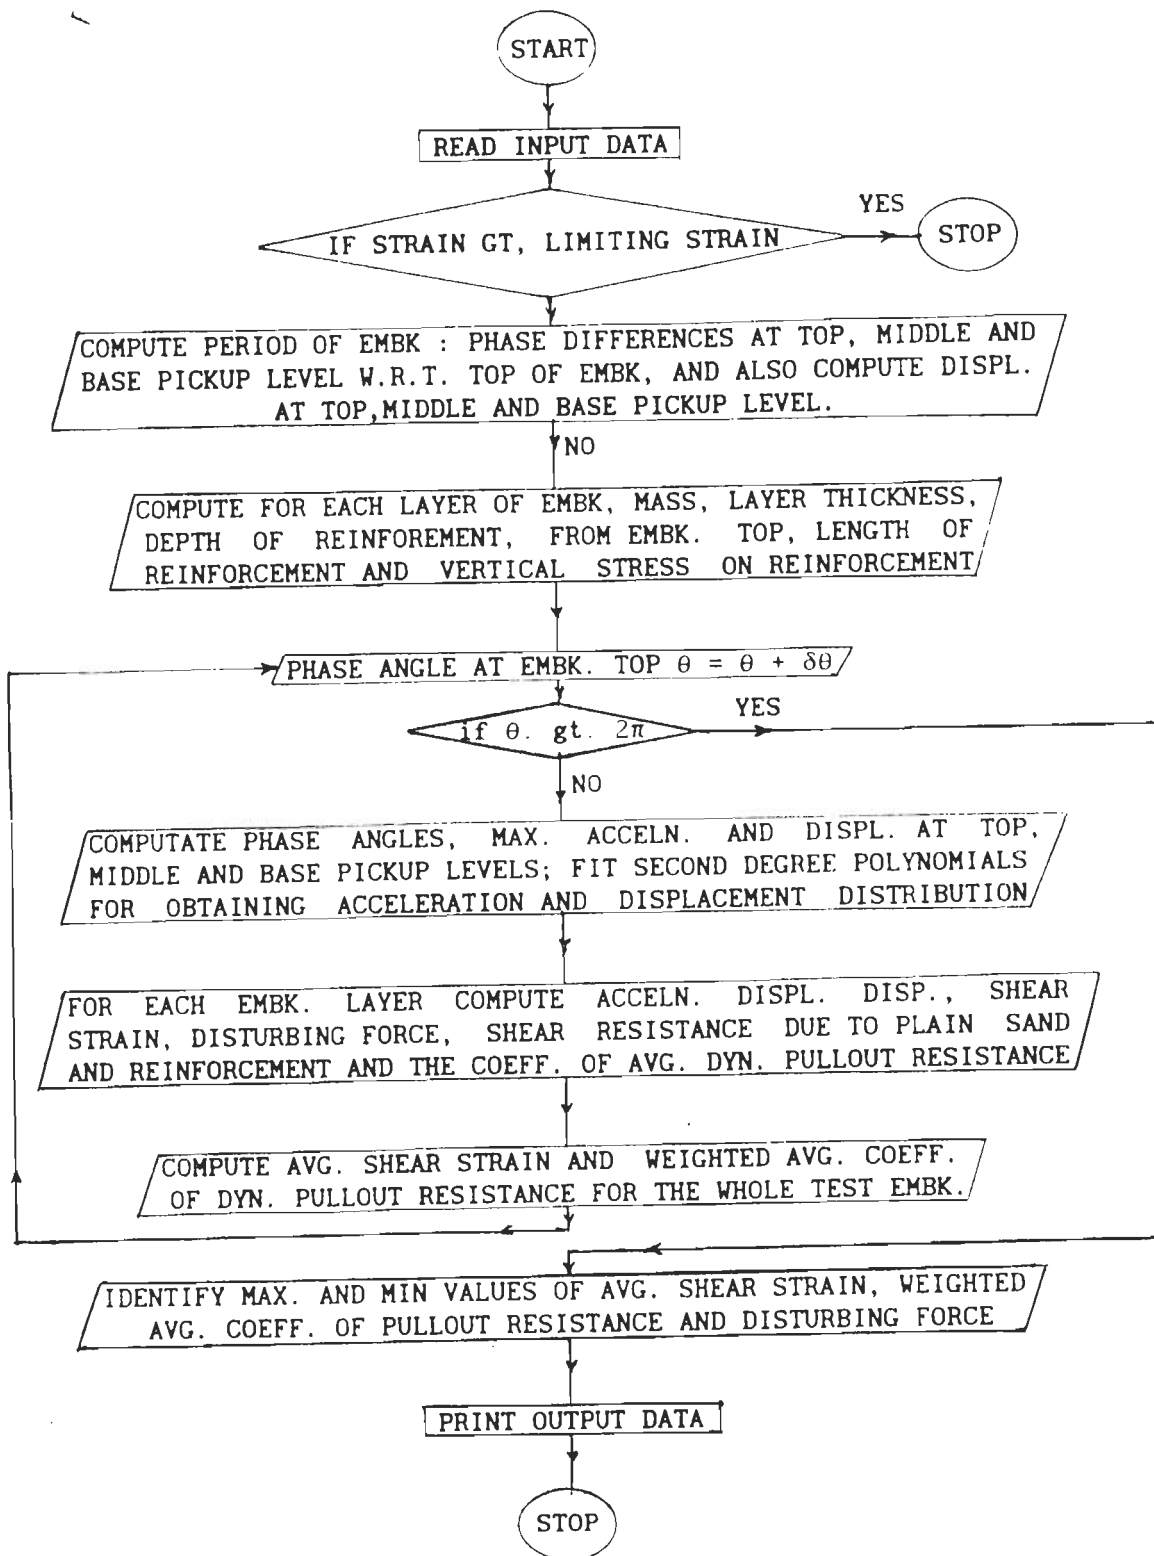 START
READ INPUT DATA
IF STRAIN GT, LIMITING STRAIN
YES
STOP
COMPUTE PERIOD OF EMBK : PHASE DIFFERENCES AT TOP, MIDDLE AND
BASE PICKUP LEVEL W.R.T. TOP OF EMBK, AND ALSO COMPUTE DISPL.
AT TOP,MIDDLE AND BASE PICKUP LEVEL.
NO
COMPUTE FOR EACH LAYER OF EMBK, MASS, LAYER THICKNESS,
DEPTH OF REINFOREMENT, FROM EMBK. TOP, LENGTH OF
REINFORCEMENT AND VERTICAL STRESS ON REINFORCEMENT
PHASE ANGLE AT EMBK. TOP θ = θ + δθ
if θ. gt. 2π
YES
NO
COMPUTATE PHASE ANGLES, MAX. ACCELN. AND DISPL. AT TOP,
MIDDLE AND BASE PICKUP LEVELS; FIT SECOND DEGREE POLYNOMIALS
FOR OBTAINING ACCELERATION AND DISPLACEMENT DISTRIBUTION
FOR EACH EMBK. LAYER COMPUTE ACCELN. DISPL. DISP., SHEAR
STRAIN, DISTURBING FORCE, SHEAR RESISTANCE DUE TO PLAIN SAND
AND REINFORCEMENT AND THE COEFF. OF AVG. DYN. PULLOUT RESISTANCE
COMPUTE AVG. SHEAR STRAIN AND WEIGHTED AVG. COEFF.
OF DYN. PULLOUT RESISTANCE FOR THE WHOLE TEST EMBK.
IDENTIFY MAX. AND MIN VALUES OF AVG. SHEAR STRAIN, WEIGHTED
AVG. COEFF. OF PULLOUT RESISTANCE AND DISTURBING FORCE
PRINT OUTPUT DATA
STOP